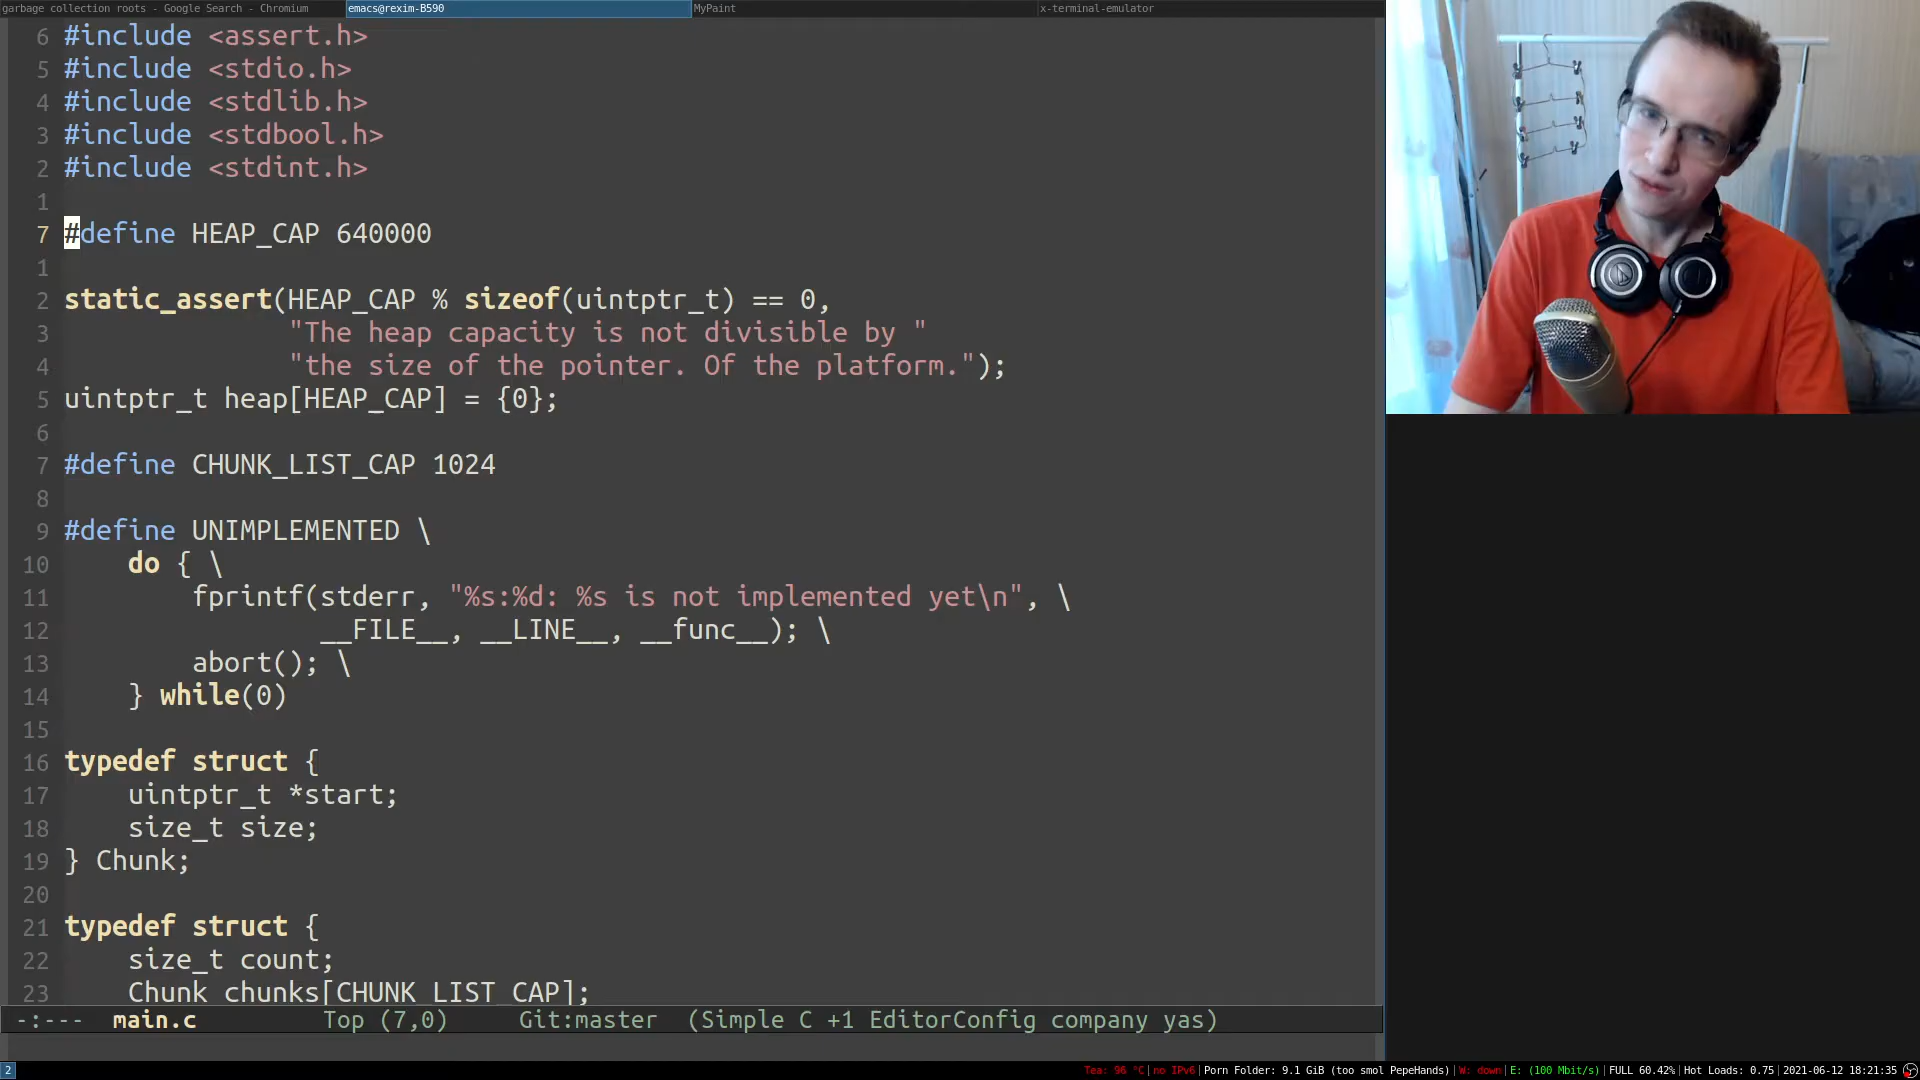 garbage collection roots - Google Search - Chromium
emacs@rexim-B590
MyPaint
x-terminal-emulator
6 #include <assert.h>
5 #include <stdio.h>
4 #include <stdlib.h>
3 #include <stdbool.h>
2 #include <stdint.h>
1
7 #define HEAP_CAP 640000
1
2 static_assert(HEAP_CAP % sizeof(uintptr_t) == 0,
3 "The heap capacity is not divisible by "
4 "the size of the pointer. Of the platform.");
5 uintptr_t heap[HEAP_CAP] = {0};
6
7 #define CHUNK_LIST_CAP 1024
8
9 #define UNIMPLEMENTED \
10 do { \
11 fprintf(stderr, "%s:%d: %s is not implemented yet\n", \
12 __FILE__, __LINE__, __func__); \
13 abort(); \
14 } while(0)
15
16 typedef struct {
17 uintptr_t *start;
18 size_t size;
19 } Chunk;
20
21 typedef struct {
22 size_t count;
23 Chunk chunks[CHUNK_LIST_CAP];
-:--- main.c Top (7,0) Git:master (Simple C +1 EditorConfig company yas)
2 Tea: 96 °C|no IPv6|Porn Folder: 9.1 GiB (too smol PepeHands)|W: down|E: (100 Mbit/s)|FULL 60.42%|Hot Loads: 0.75|2021-06-12 18:21:35